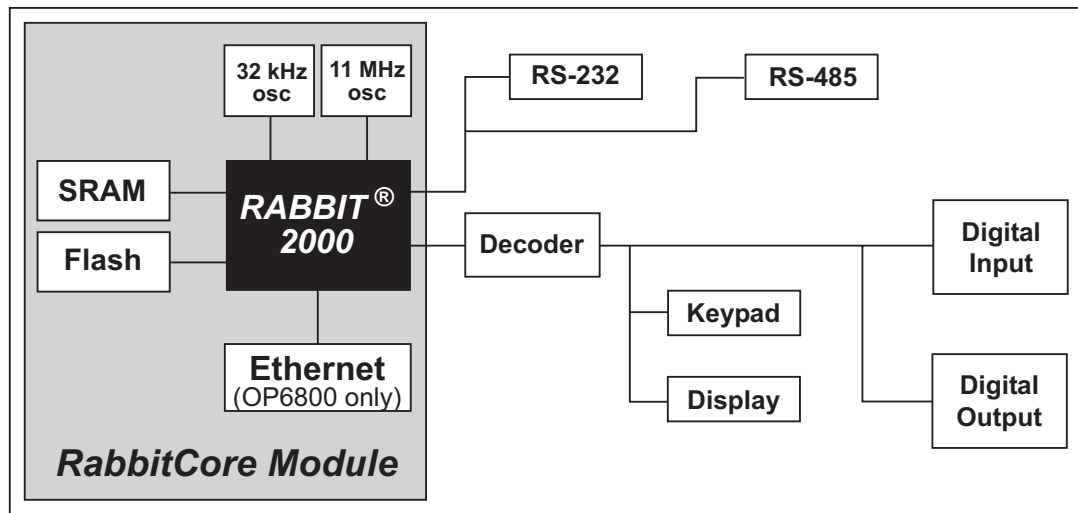 32 kHz
osc
11 MHz
osc
RS-232
RS-485
SRAM
RABBIT ®
2000
Flash
Decoder
Digital
Input
Keypad
Ethernet
(OP6800 only)
Display
Digital
Output
RabbitCore Module